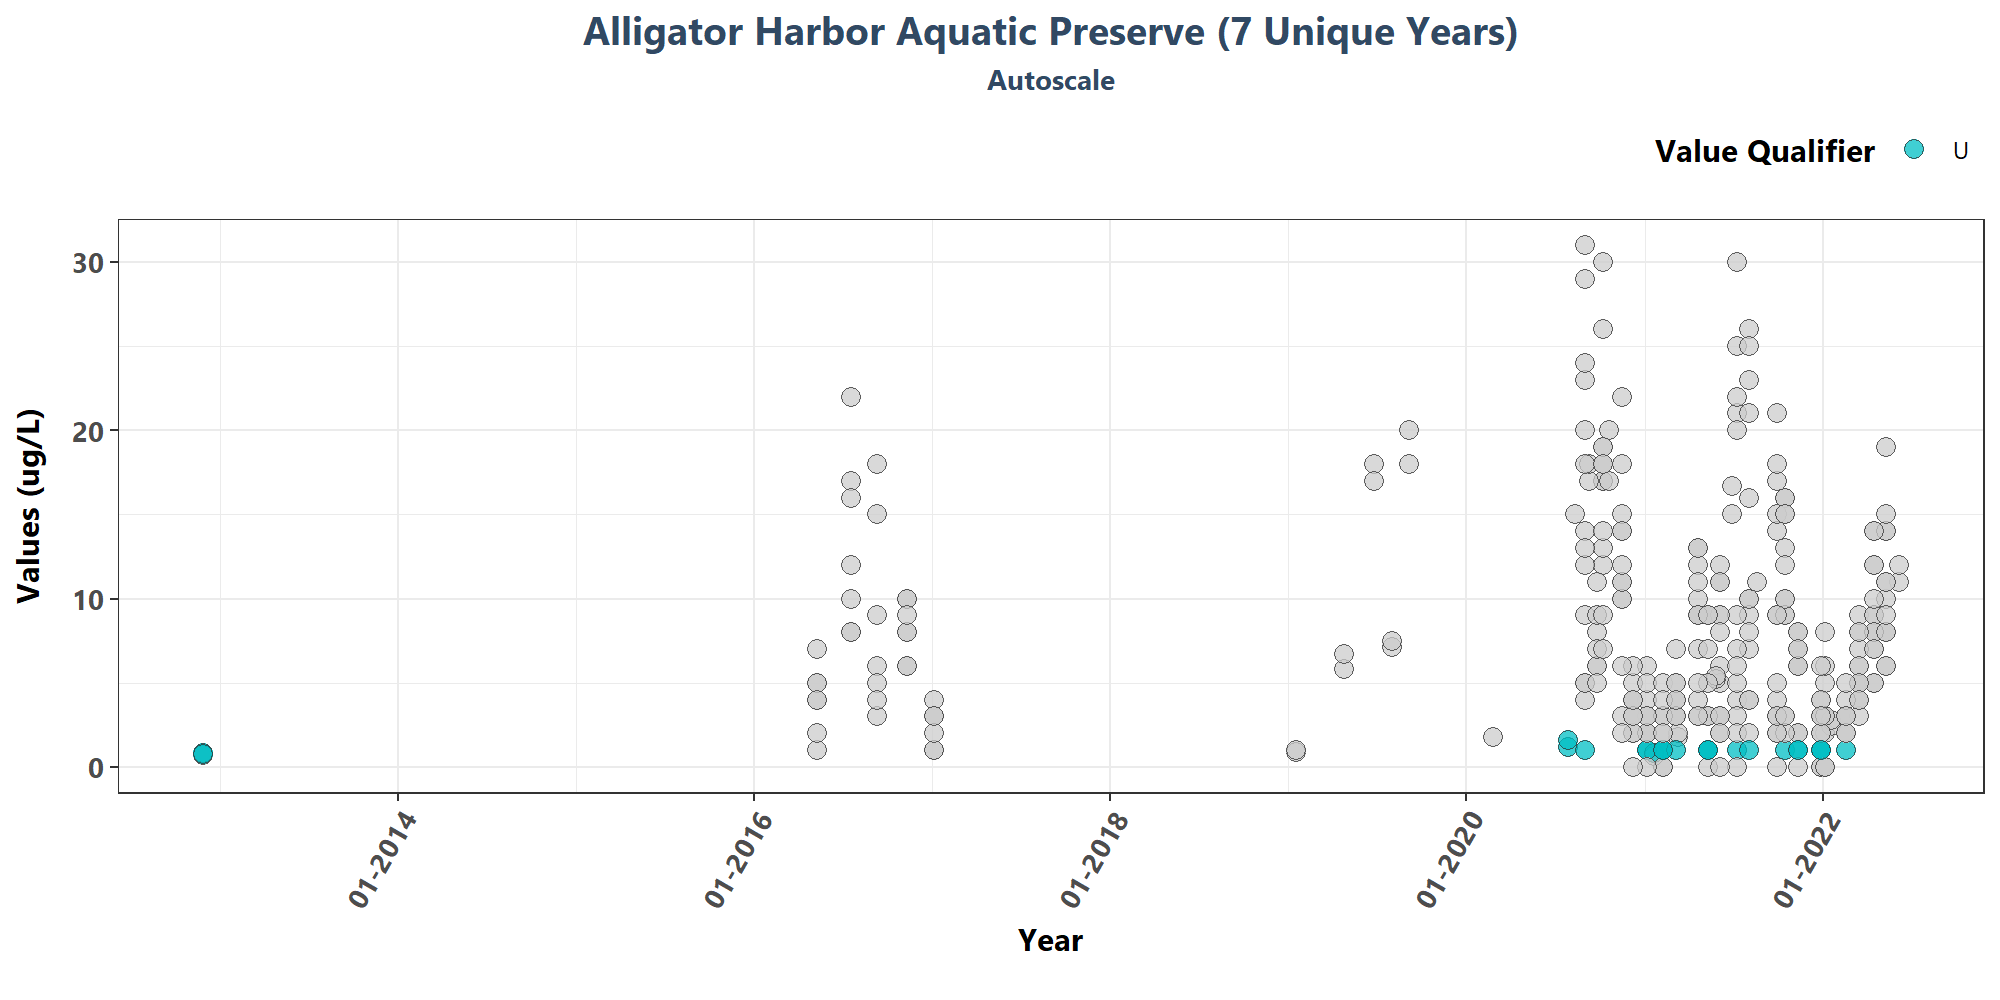 Alligator Harbor Aquatic Preserve (7 Unique Years)
Autoscale
Value Qualifier U
30
20
10
0
Values (ug/L)
01-2014 01-2016 01-2018 01-2020 01-2022
Year